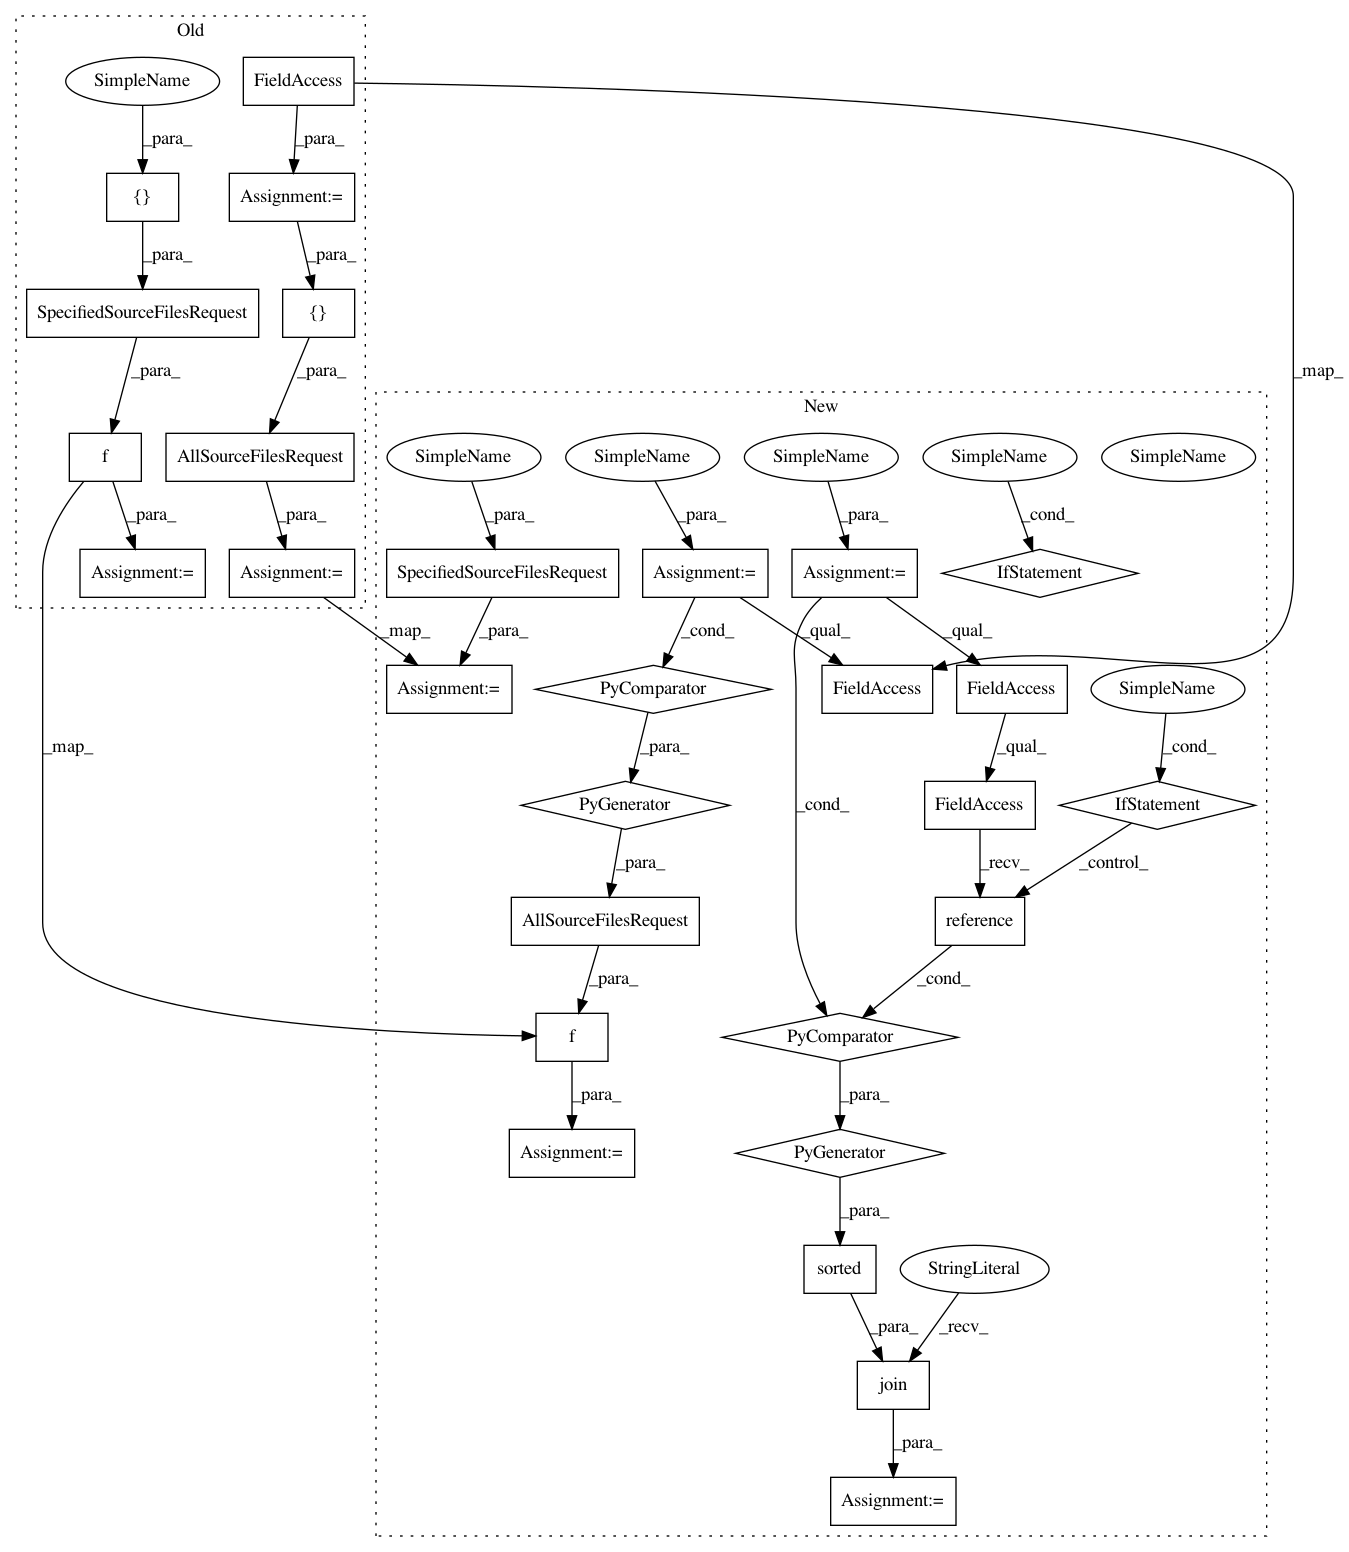 Old
SimpleName
FieldAccess
_para_
_para_
{}
Assignment:=
_para_
_para_
SpecifiedSourceFilesRequest
{}
_para_
_para_
_map_
New
f
AllSourceFilesRequest
SimpleName
SimpleName
SimpleName
SimpleName
SimpleName
_para_
_para_
_para_
_para_
_para_
_cond_
Assignment:=
Assignment:=
SpecifiedSourceFilesRequest
Assignment:=
Assignment:=
IfStatement
_map_
_para_
_cond_
_qual_
_qual_
Assignment:=
PyComparator
FieldAccess
FieldAccess
SimpleName
_map_
_para_
_qual_
_cond_
PyGenerator
_cond_
FieldAccess
IfStatement
_para_
_recv_
_control_
AllSourceFilesRequest
reference
_para_
_cond_
f
PyComparator
_para_
_para_
Assignment:=
PyGenerator
_para_
sorted
StringLiteral
_para_
_recv_
join
_para_
Assignment:=